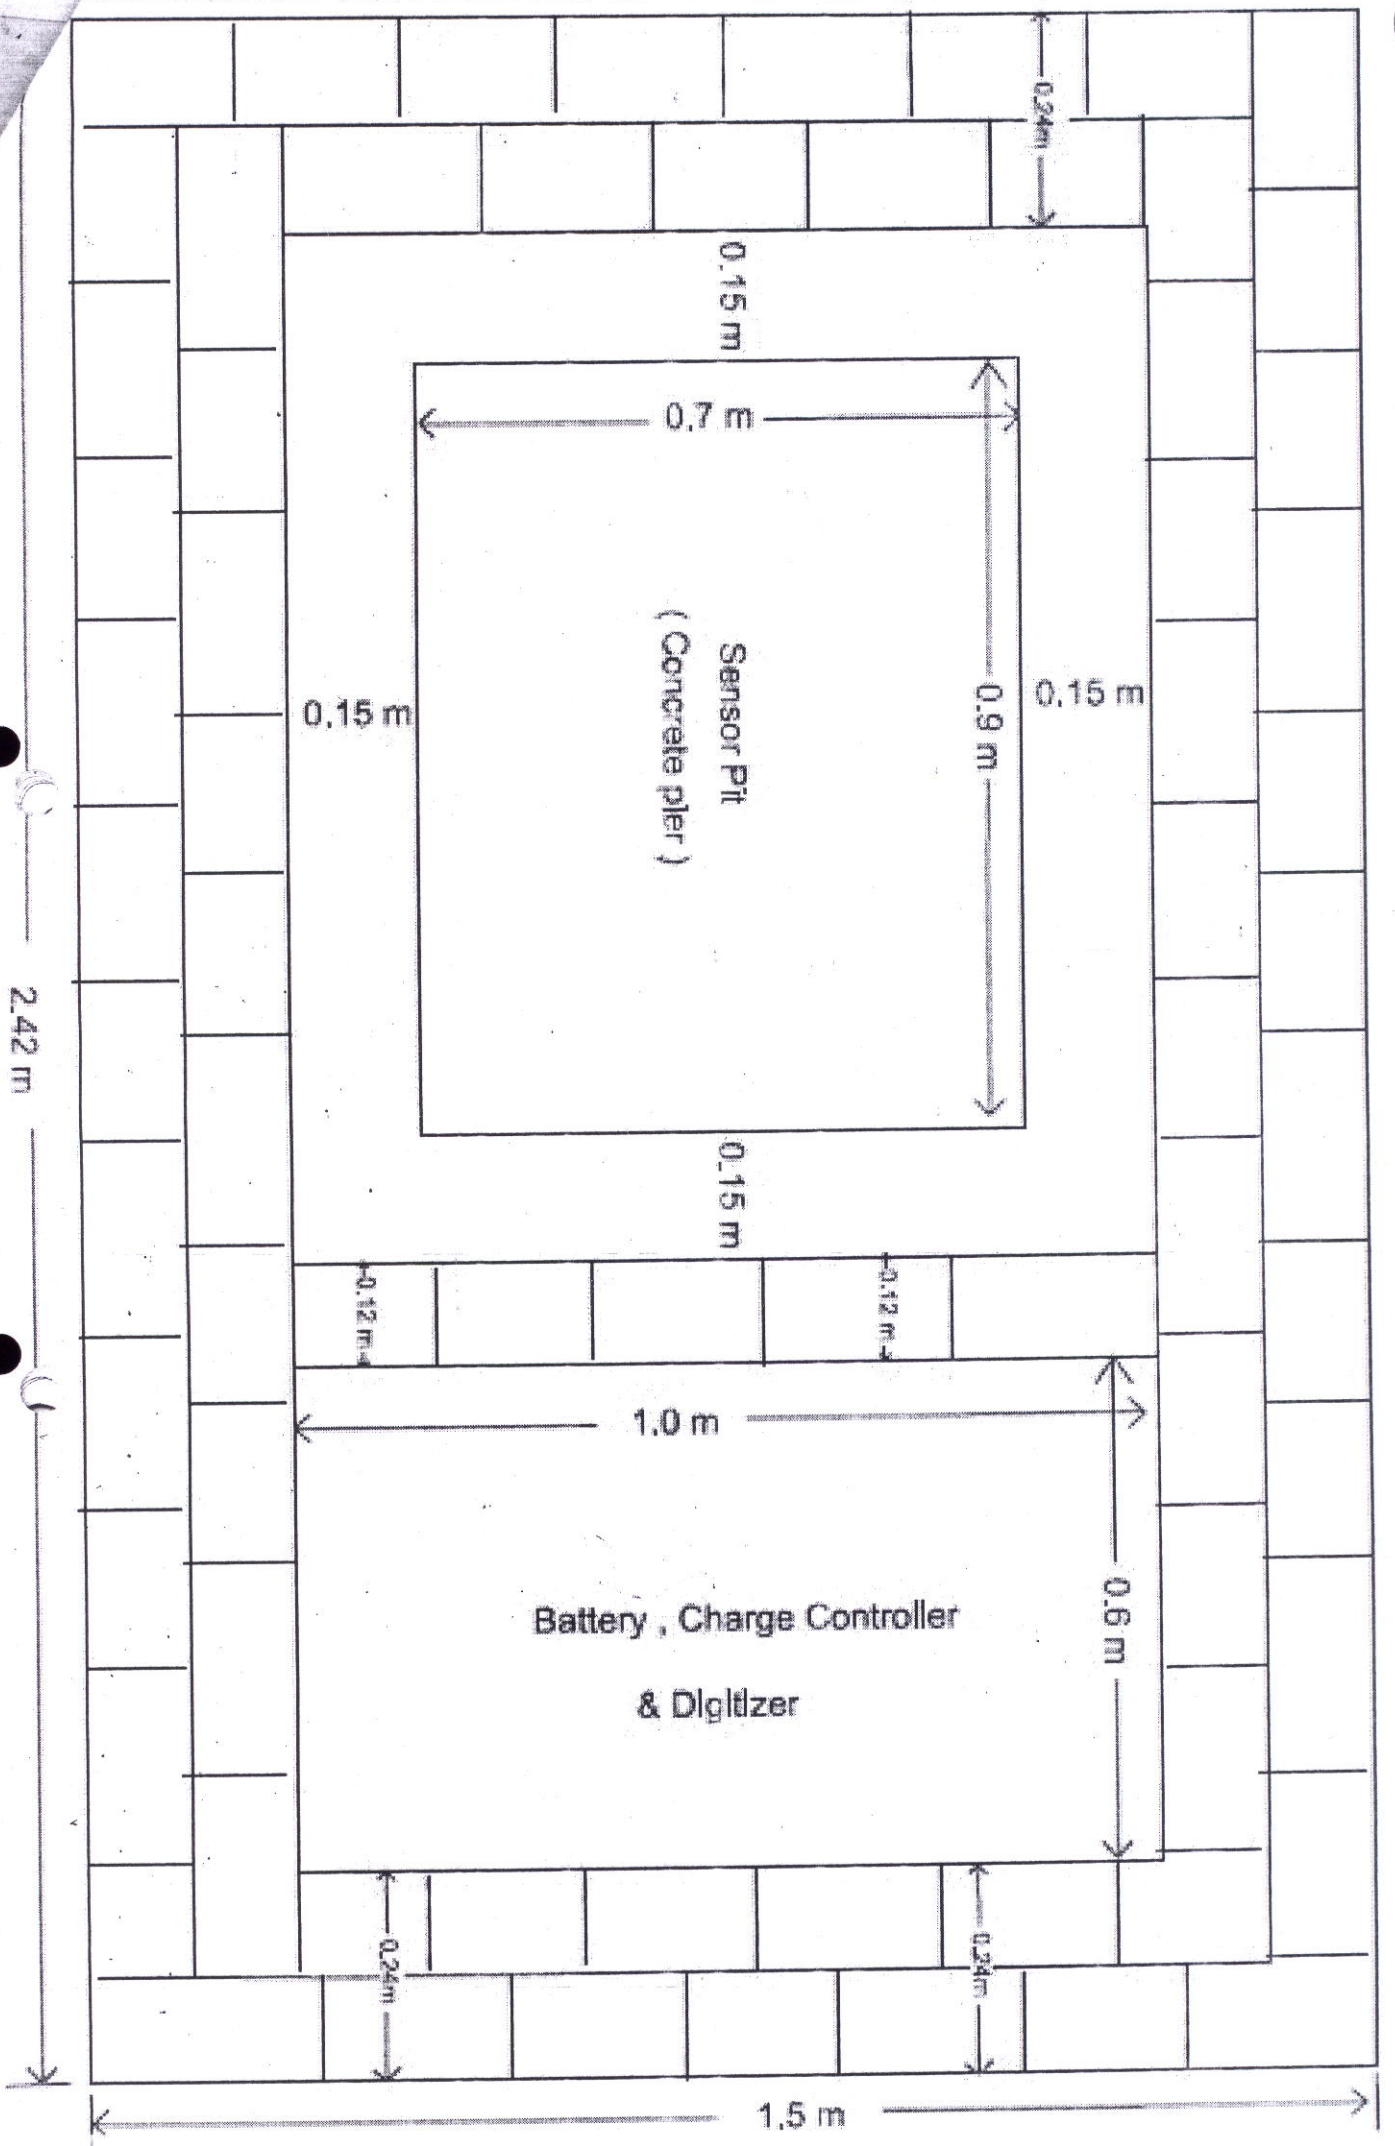 0.24m
0.15 m
0.7 m
0.9 m
Sensor Pit
( Concrete pier )
0.15 m
0.15 m
0.15 m
2.42 m
0.12 m
0.12 m
1.0 m
0.6 m
Battery , Charge Controller
& Digitizer
0.24m
0.24m
1.5 m